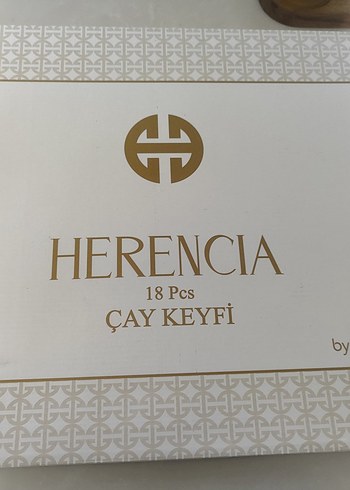 HERENCIA
18 Pcs
ÇAY KEYFİ
by